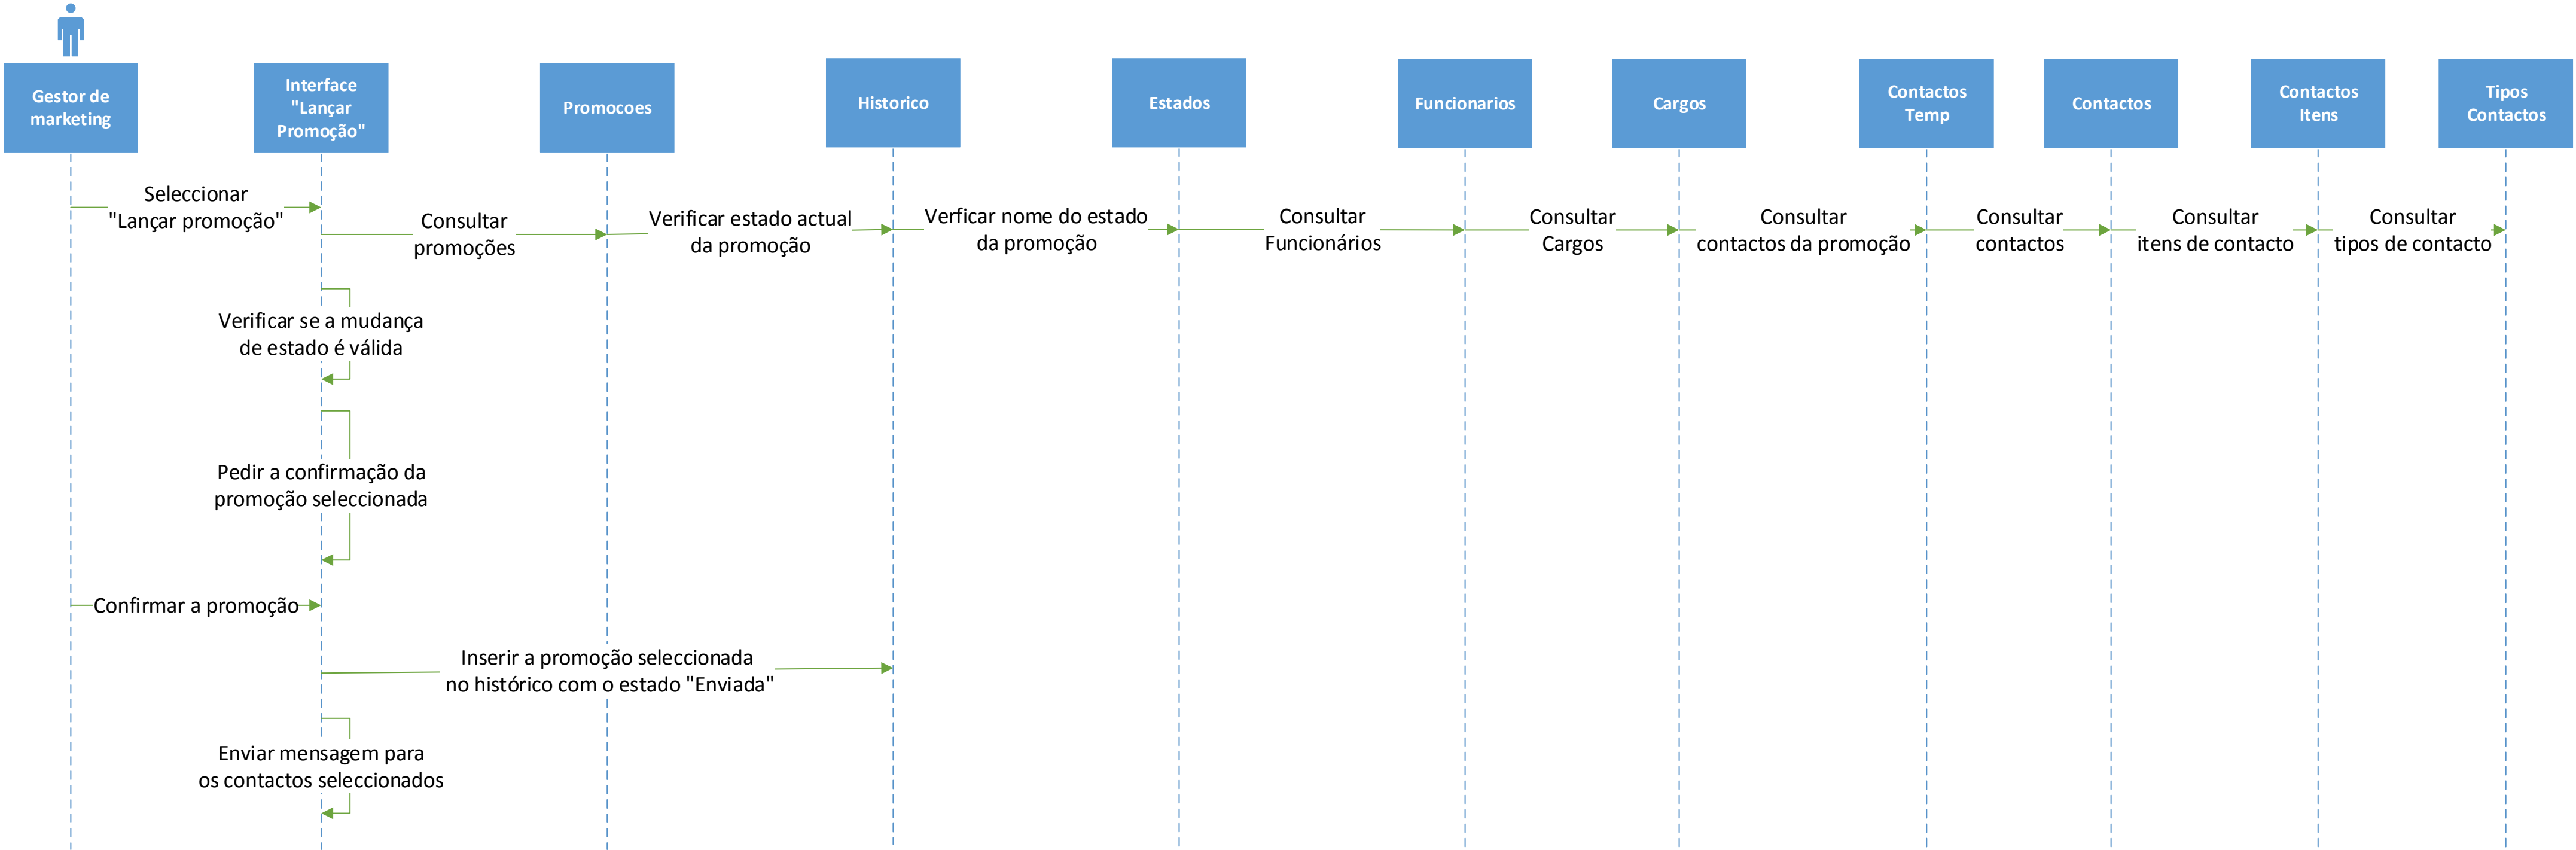 Gestor de
marketing
Interface
"Lançar
Promoção"
Promocoes
Historico
Estados
Funcionarios
Cargos
Contactos
Temp
Contactos
Contactos
Itens
Tipos
Contactos
Seleccionar
"Lançar promoção"
Consultar
promoções
Verificar estado actual
da promoção
Verficar nome do estado
da promoção
Consultar
Funcionários
Consultar
Cargos
Consultar
contactos da promoção
Consultar
contactos
Consultar
itens de contacto
Consultar
tipos de contacto
Verificar se a mudança
de estado é válida
Pedir a confirmação da
promoção seleccionada
Confirmar a promoção
Inserir a promoção seleccionada
no histórico com o estado "Enviada"
Enviar mensagem para
os contactos seleccionados